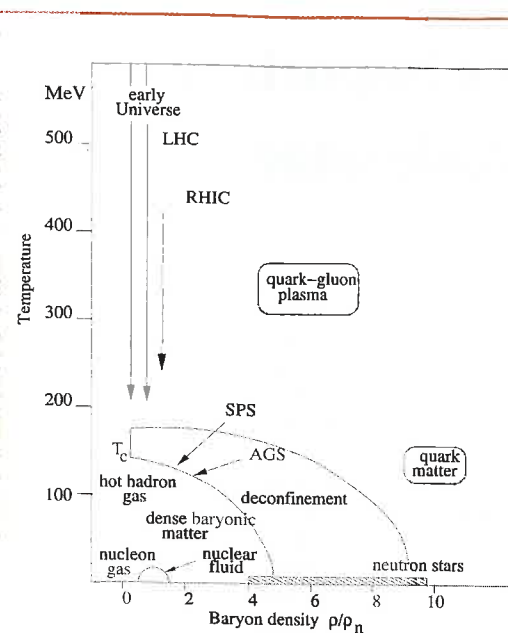 MeV
early
Universe
LHC
500
RHIC
400
quark–gluon
plasma
Temperature
300
200
SPS
T_c
AGS
quark
matter
hot hadron
gas
100
deconfinement
dense baryonic
matter
nucleon
gas
nuclear
fluid
neutron stars
0 2 4 6 8 10
Baryon density ρ/ρ_n